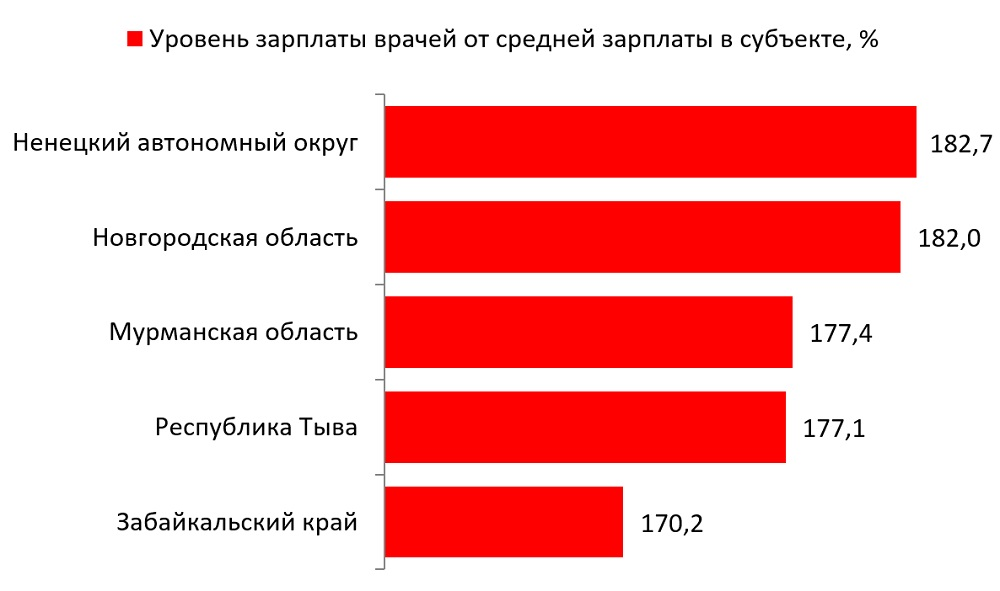 Уровень зарплаты врачей от средней зарплаты в субъекте, %
Ненецкий автономный округ
182,7
Новгородская область
182,0
Мурманская область
177,4
Республика Тыва
177,1
Забайкальский край
170,2